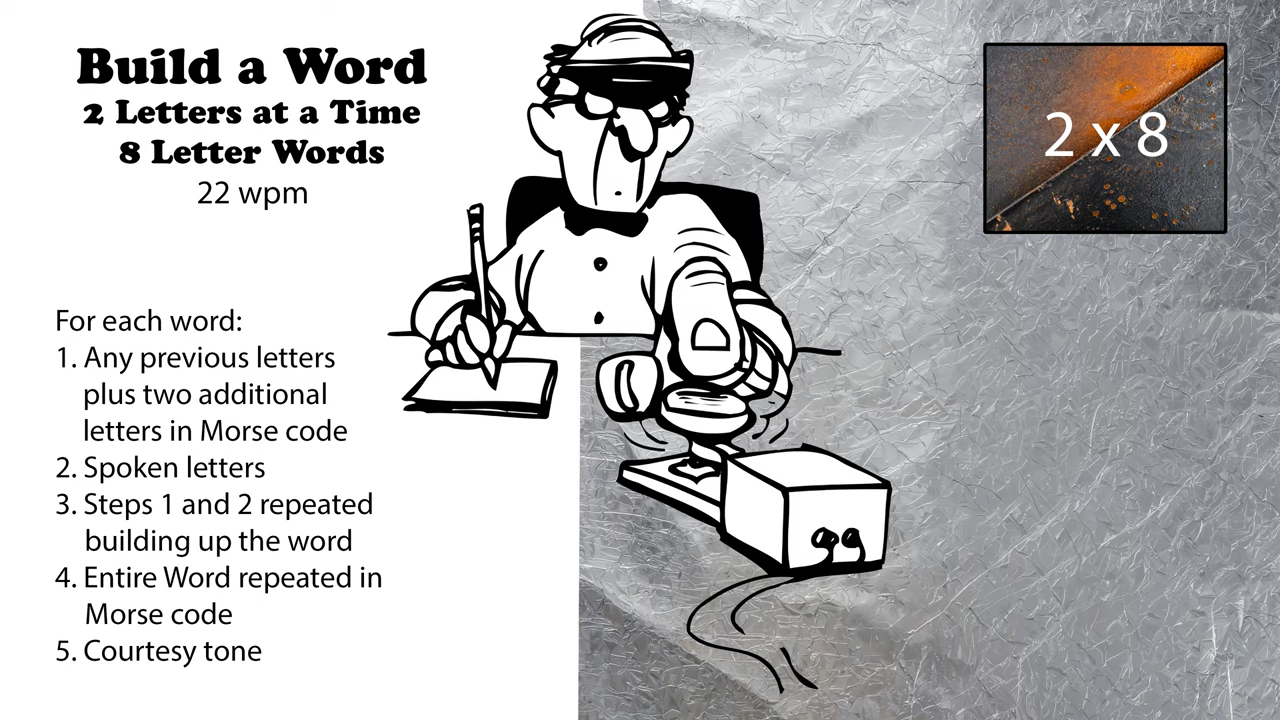 Build a Word
2 Letters at a Time
8 Letter Words
22 wpm
2 x 8
For each word:
1. Any previous letters
plus two additional
letters in Morse code
2. Spoken letters
3. Steps 1 and 2 repeated
building up the word
4. Entire Word repeated in
Morse code
5. Courtesy tone